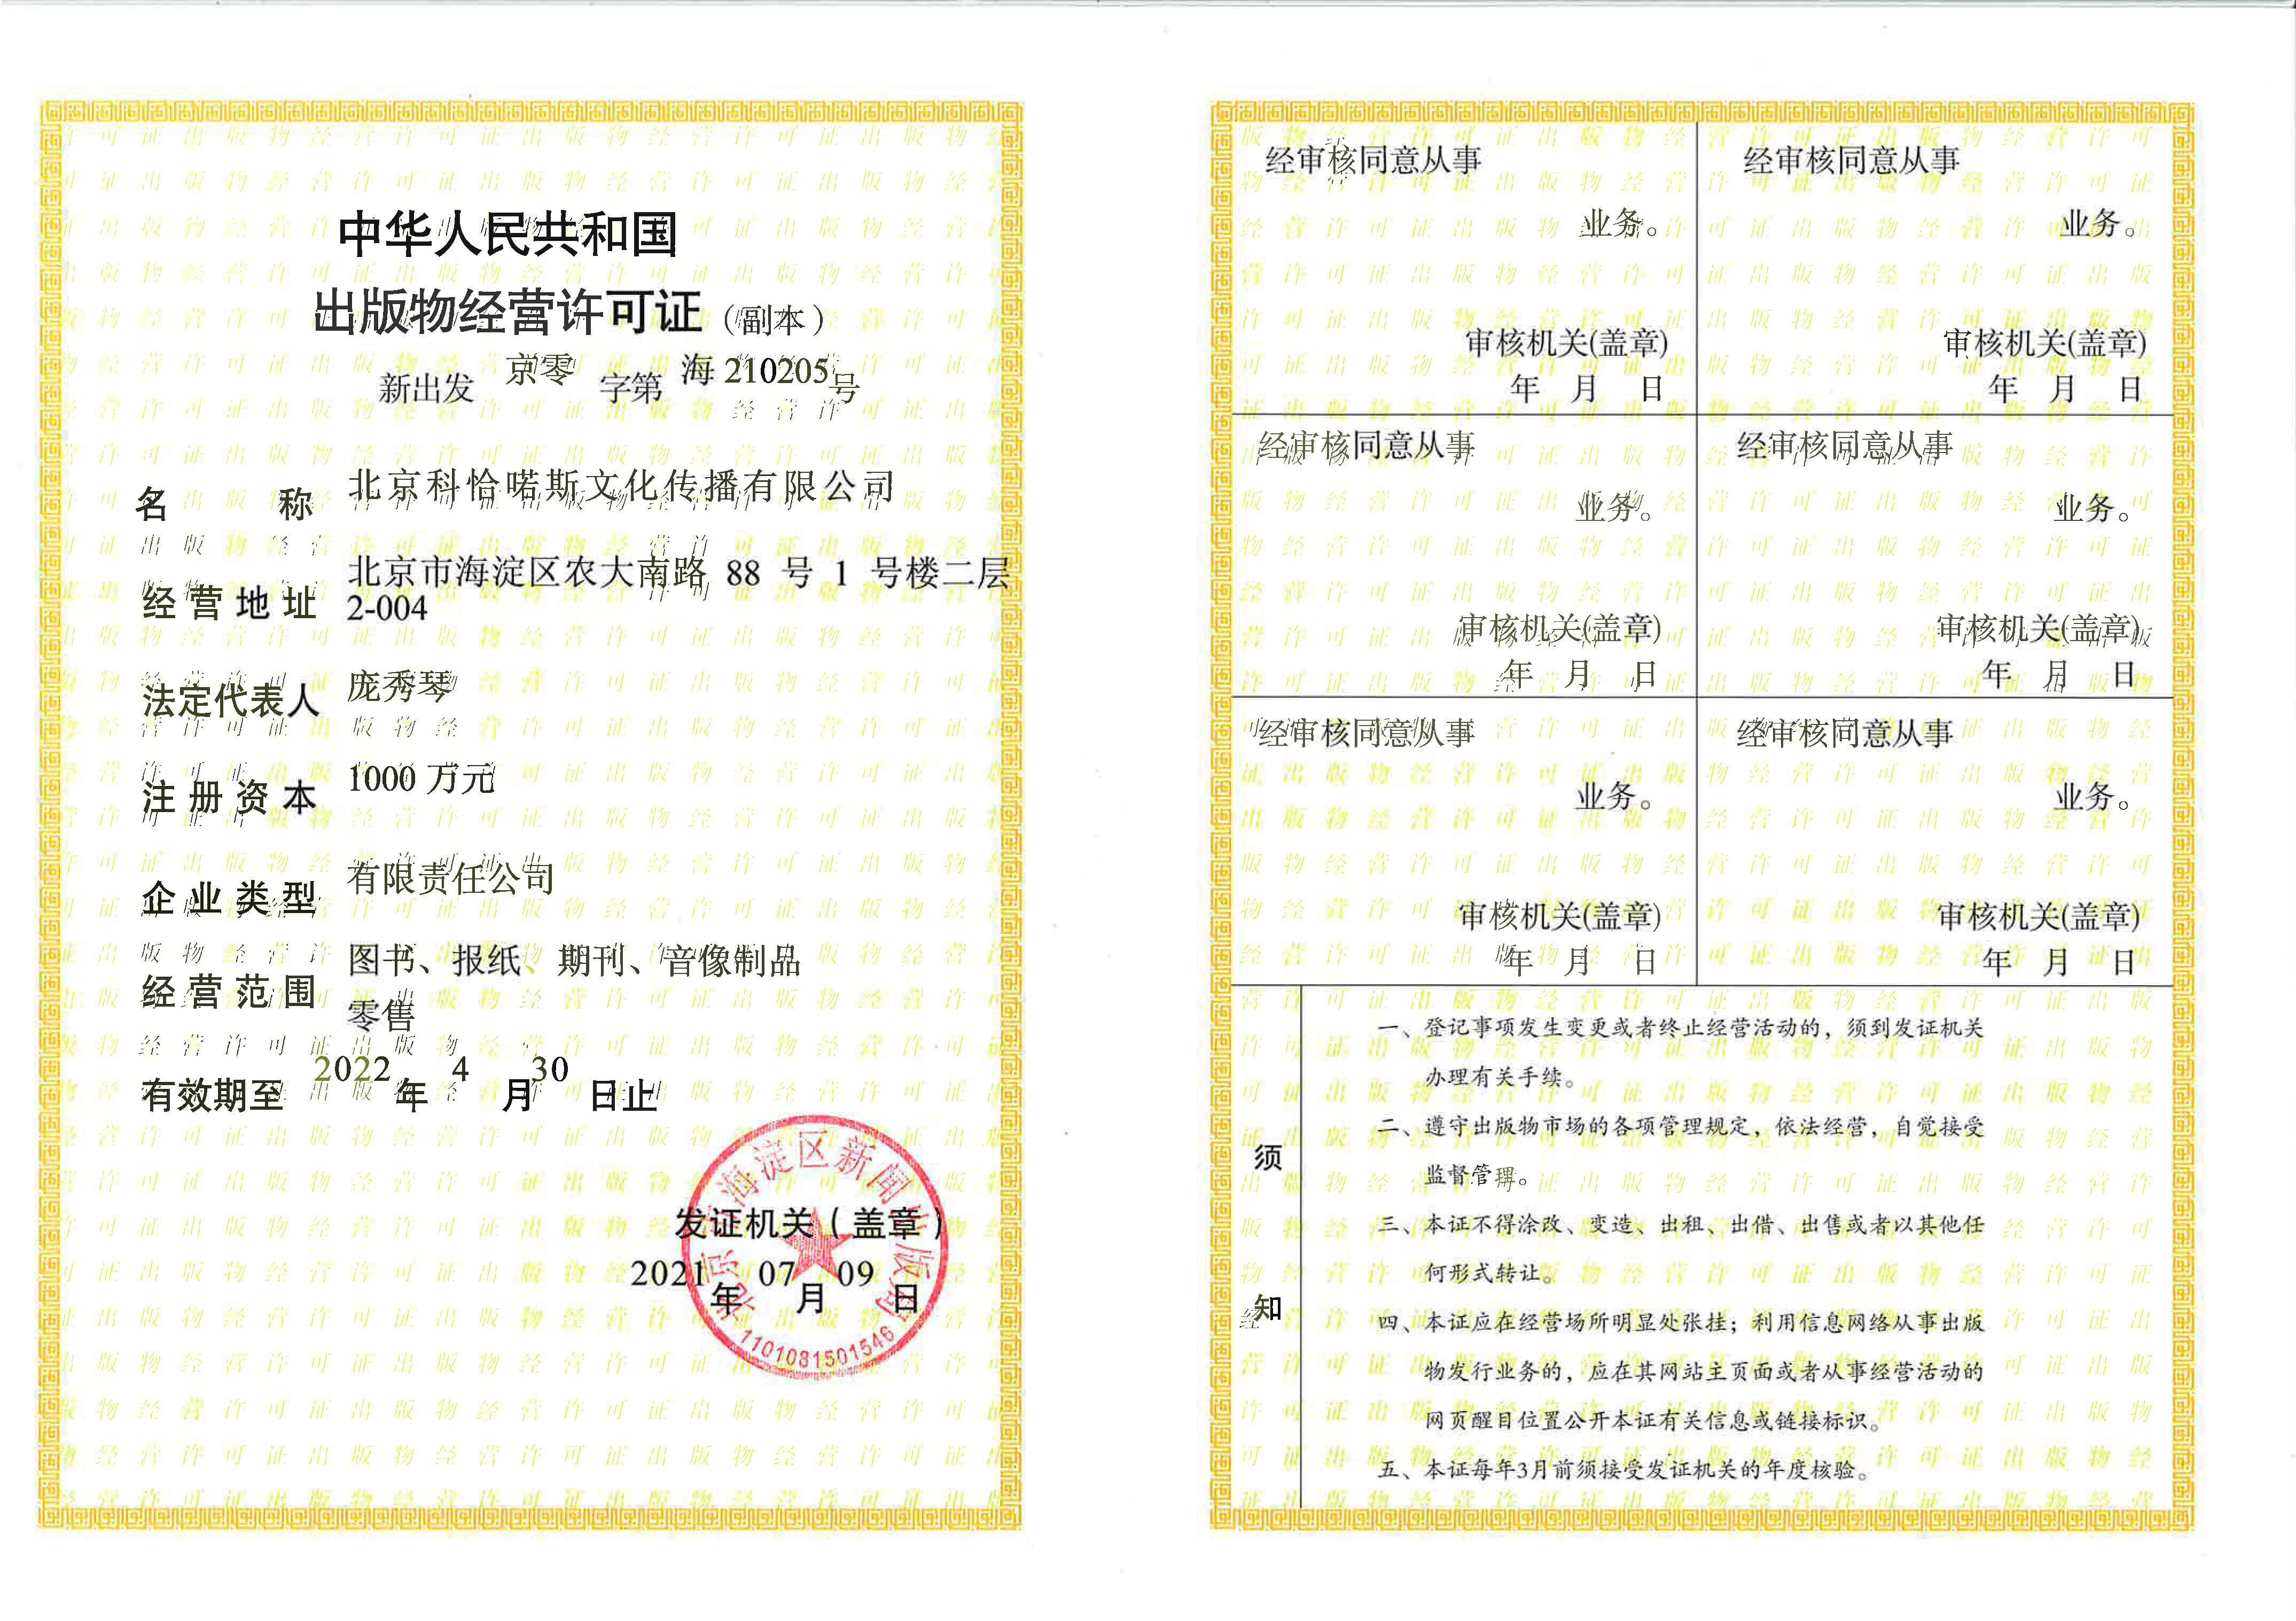 中华人民共和国
出版物经营许可证（副本）
新出发 京零 字第 海210205号
名称 北京科恰喏斯文化传播有限公司
经营地址 北京市海淀区农大南路 88 号 1 号楼二层
2-004
法定代表人 庞秀琴
注册资本 1000 万元
企业类型 有限责任公司
经营范围 图书、报纸、期刊、音像制品
零售
有效期至 2022 年 4 月 30 日止
发证机关（盖章）
2021 年 07 月 09 日
北京市海淀区新闻出版局
1101081501546
经审核同意从事
业务。
审核机关(盖章)
年 月 日
经审核同意从事
业务。
审核机关(盖章)
年 月 日
经审核同意从事
业务。
审核机关(盖章)
年 月 日
经审核同意从事
业务。
审核机关(盖章)
年 月 日
经审核同意从事
业务。
审核机关(盖章)
年 月 日
经审核同意从事
业务。
审核机关(盖章)
年 月 日
须知
一、登记事项发生变更或者终止经营活动的，须到发证机关
办理有关手续。
二、遵守出版物市场的各项管理规定，依法经营，自觉接受
监督管理。
三、本证不得涂改、变造、出租、出借、出售或者以其他任
何形式转让。
四、本证应在经营场所明显处张挂；利用信息网络从事出版
物发行业务的，应在其网站主页面或者从事经营活动的
网页醒目位置公开本证有关信息或链接标识。
五、本证每年3月前须接受发证机关的年度核验。